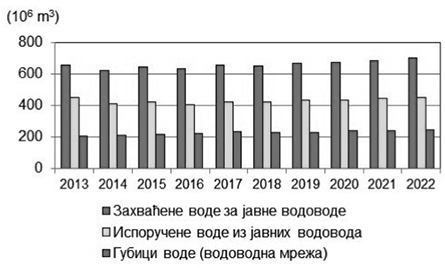 (10⁶ m³)
800
600
400
200
0
2013 2014 2015 2016 2017 2018 2019 2020 2021 2022
Захваћене воде за јавне водоводе
Испоручене воде из јавних водовода
Губици воде (водоводна мрежа)